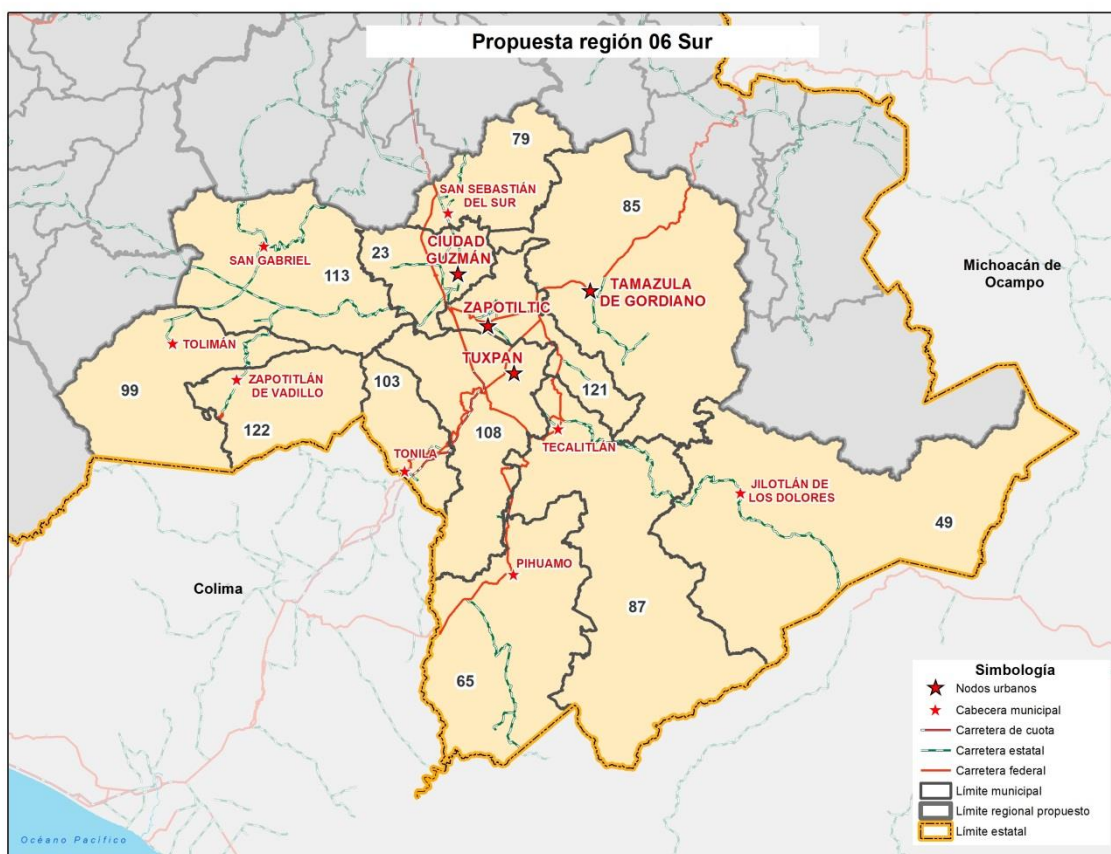 Propuesta región 06 Sur
79
SAN SEBASTIÁN
DEL SUR
85
CIUDAD
GUZMÁN
23
SAN GABRIEL
113
TAMAZULA
DE GORDIANO
Michoacán de
Ocampo
ZAPOTILTIC
TOLIMÁN
TUXPAN
99
ZAPOTITLÁN
DE VADILLO
103
121
122
108
TECALITLÁN
TONILA
JILOTLÁN DE
LOS DOLORES
49
PIHUAMO
Colima
87
65
Océano Pacífico
Simbología
Nodos urbanos
Cabecera municipal
Carretera de cuota
Carretera estatal
Carretera federal
Límite municipal
Límite regional propuesto
Límite estatal